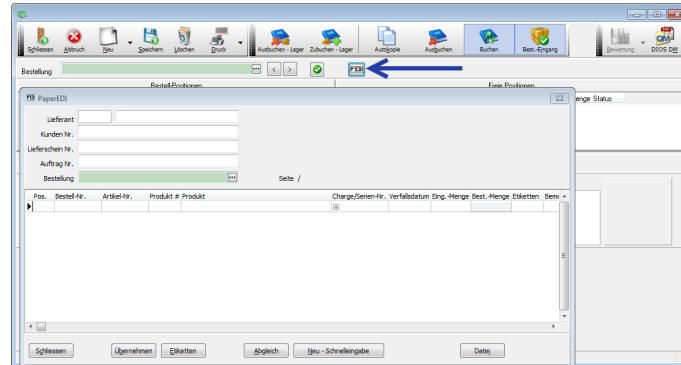 Schliessen Abbruch Neu Speichern Löschen Druck Ausbuchen - Lager Zubuchen - Lager Autokopie Ausbuchen Buchen Best.-Eingang Bewertung DIOS DM
Bestellung
Bestell-Positionen Freie Positionen
PaperEDI
enge Status
Lieferant
Kunden Nr.
Lieferschein Nr.
Auftrag Nr.
Bestellung Seite /
Pos. Bestell-Nr. Artikel-Nr. Produkt # Produkt Charge/Serien-Nr. Verfallsdatum Eing.-Menge Best.-Menge Etiketten Beme
Schliessen Übernehmen Etiketten Abgleich Neu - Schnelleingabe Datei